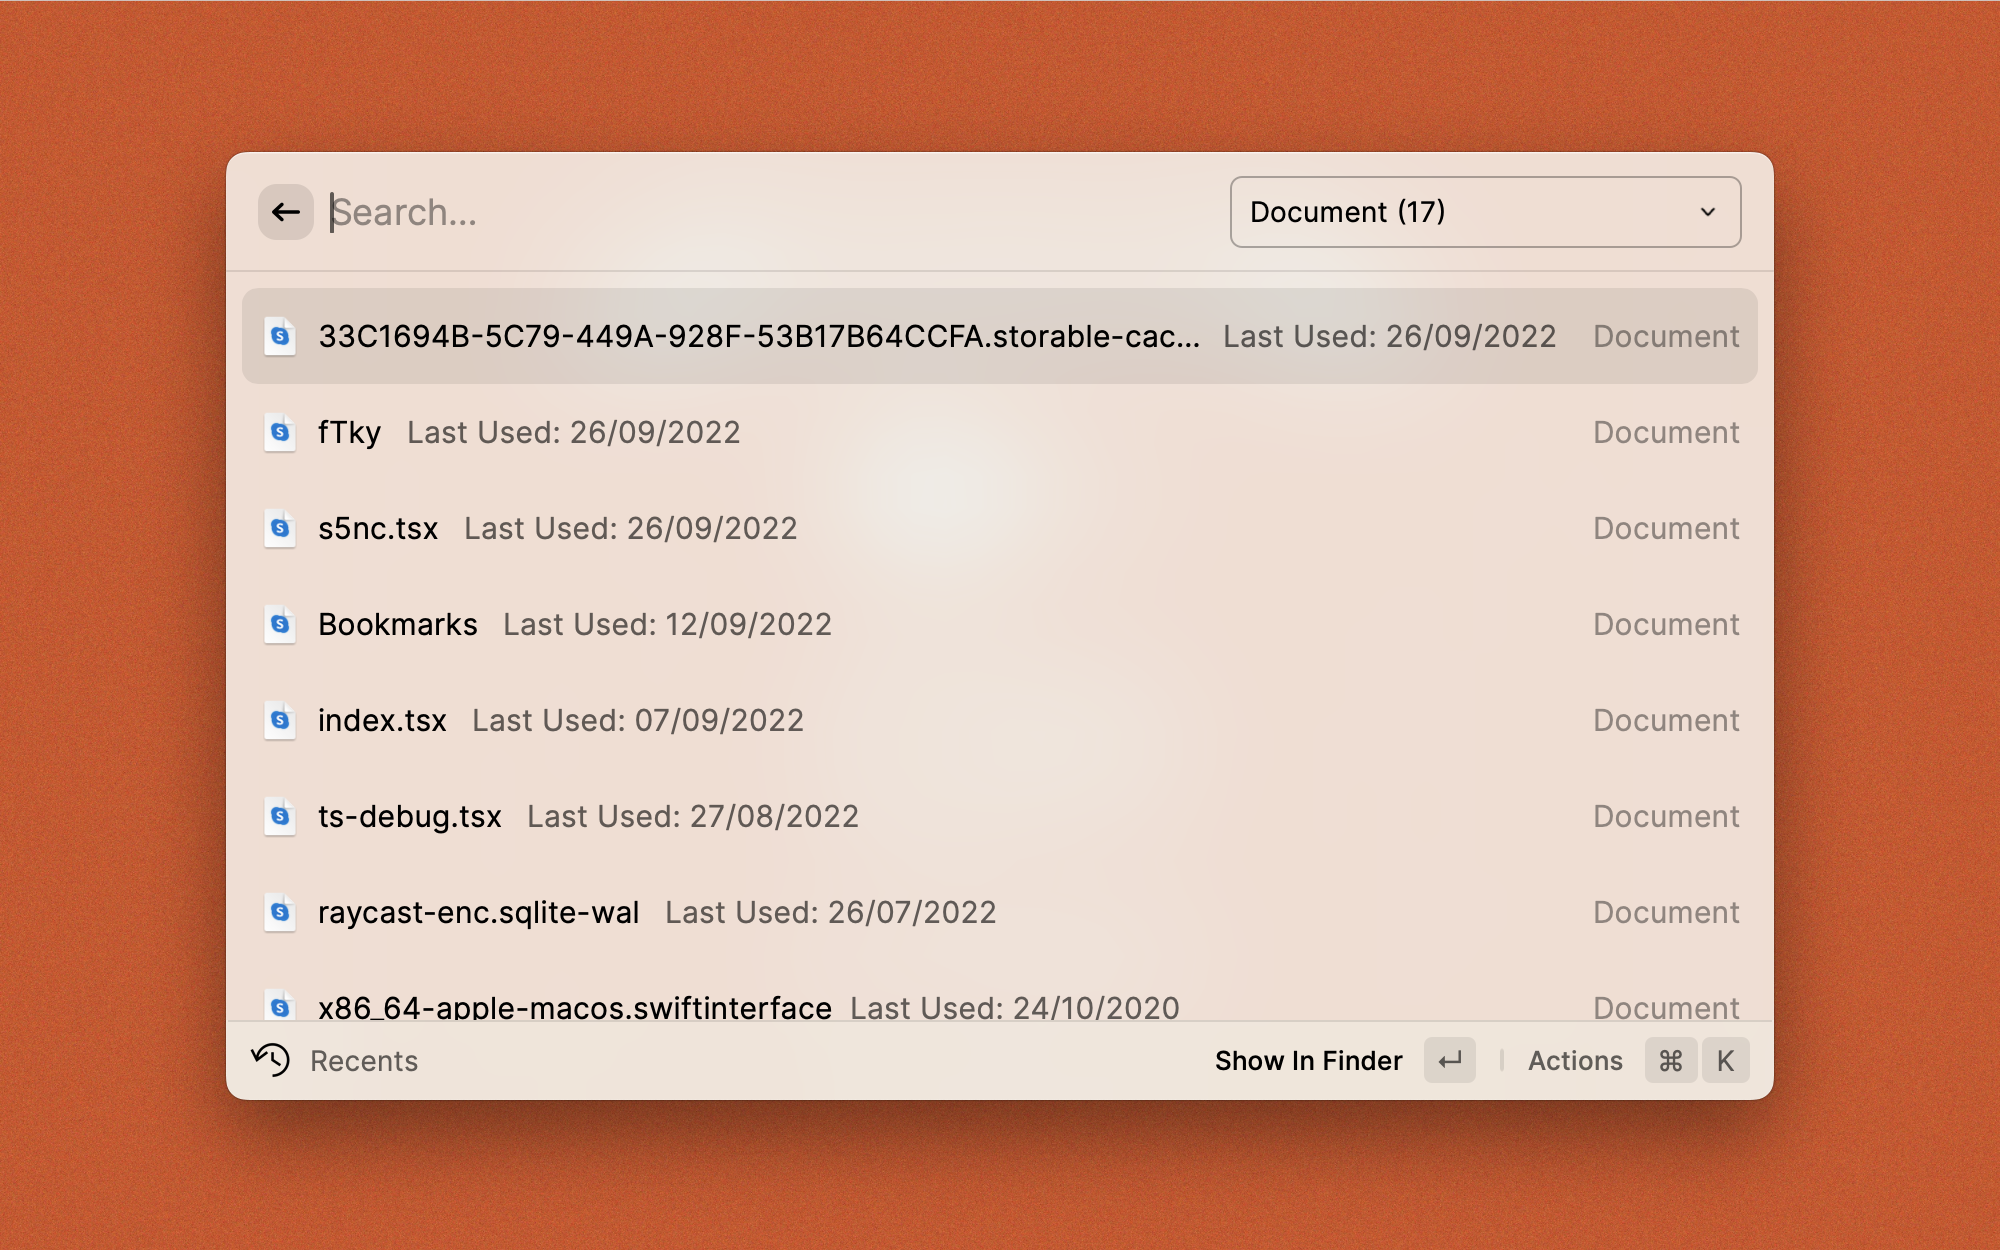 Search...
Document (17)
33C1694B-5C79-449A-928F-53B17B64CCFA.storable-cac... Last Used: 26/09/2022 Document
fTky Last Used: 26/09/2022 Document
s5nc.tsx Last Used: 26/09/2022 Document
Bookmarks Last Used: 12/09/2022 Document
index.tsx Last Used: 07/09/2022 Document
ts-debug.tsx Last Used: 27/08/2022 Document
raycast-enc.sqlite-wal Last Used: 26/07/2022 Document
x86_64-apple-macos.swiftinterface Last Used: 24/10/2020 Document
Recents Show In Finder ↵ Actions ⌘ K